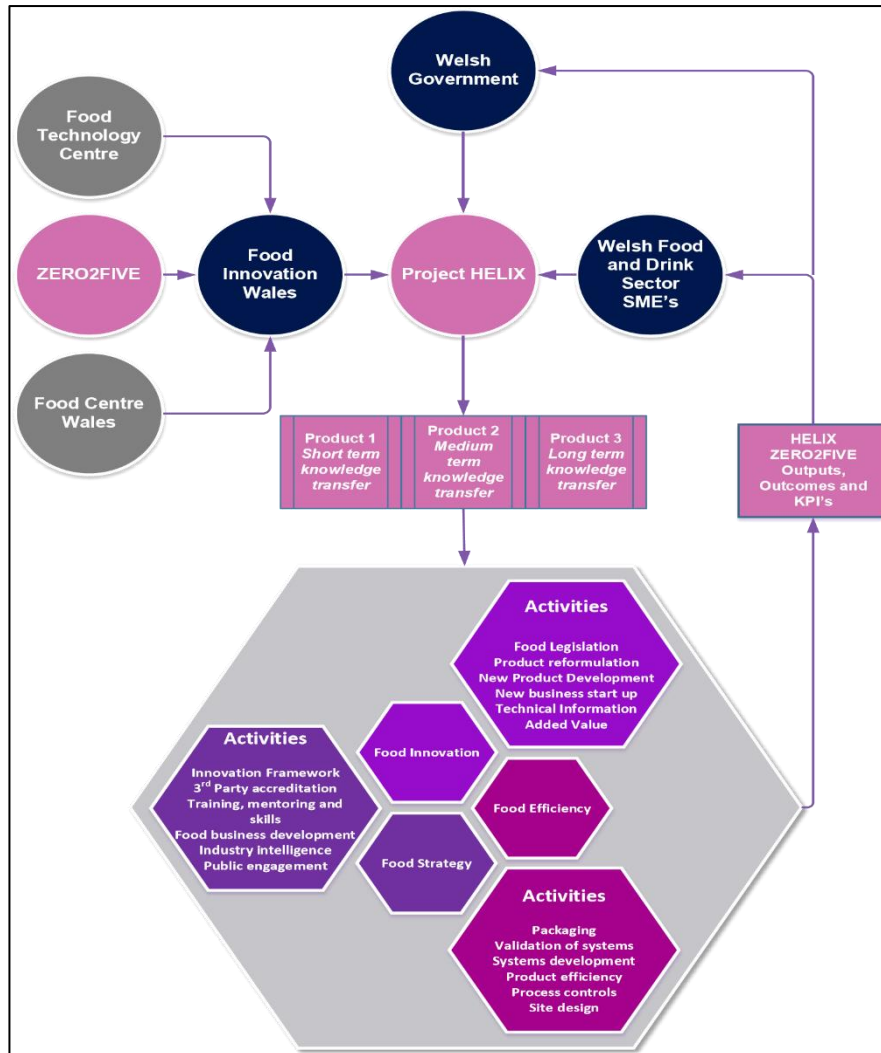 Welsh
Government
Food
Technology
Centre
ZERO2FIVE
Food
Innovation
Wales
Project HELIX
Welsh Food
and Drink
Sector
SME's
Food Centre
Wales
Product 1
Short term
knowledge
transfer
Product 2
Medium
term
knowledge
transfer
Product 3
Long term
knowledge
transfer
HELIX
ZERO2FIVE
Outputs,
Outcomes and
KPI's
Activities
Food Legislation
Product reformulation
New Product Development
New business start up
Technical Information
Added Value
Activities
Innovation Framework
3rd Party accreditation
Training, mentoring and
skills
Food business development
Industry intelligence
Public engagement
Food Innovation
Food Efficiency
Food Strategy
Activities
Packaging
Validation of systems
Systems development
Product efficiency
Process controls
Site design